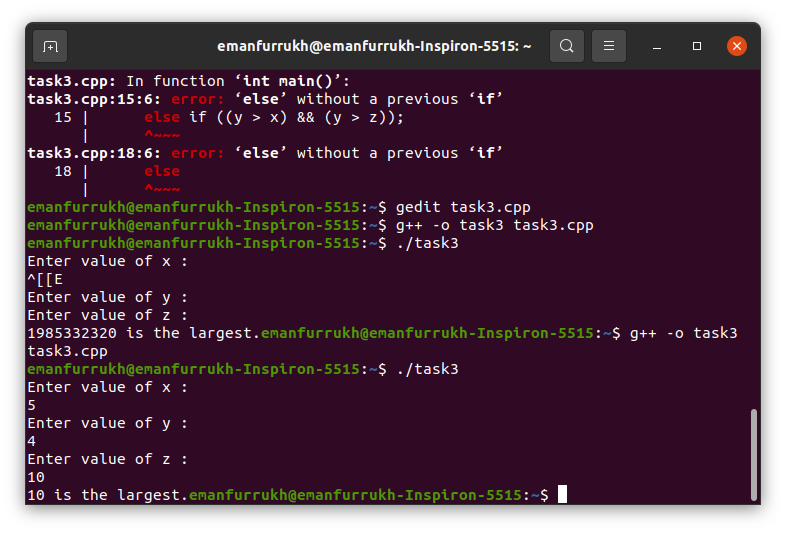 emanfurrukh@emanfurrukh-Inspiron-5515: ~
task3.cpp: In function ‘int main()’:
task3.cpp:15:6: error: ‘else’ without a previous ‘if’
   15 |      else if ((y > x) && (y > z));
      |      ^~~~
task3.cpp:18:6: error: ‘else’ without a previous ‘if’
   18 |      else
      |      ^~~~
emanfurrukh@emanfurrukh-Inspiron-5515:~$ gedit task3.cpp
emanfurrukh@emanfurrukh-Inspiron-5515:~$ g++ -o task3 task3.cpp
emanfurrukh@emanfurrukh-Inspiron-5515:~$ ./task3
Enter value of x :
^[[E
Enter value of y :
Enter value of z :
1985332320 is the largest.emanfurrukh@emanfurrukh-Inspiron-5515:~$ g++ -o task3
task3.cpp
emanfurrukh@emanfurrukh-Inspiron-5515:~$ ./task3
Enter value of x :
5
Enter value of y :
4
Enter value of z :
10
10 is the largest.emanfurrukh@emanfurrukh-Inspiron-5515:~$